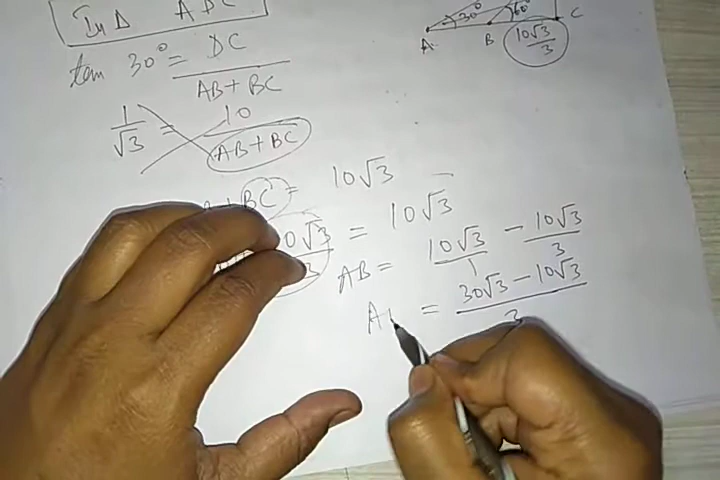 In Δ ADC
30° 60°
A B 10√3/3 C
tan 30° = DC/(AB + BC)
1/√3 = 10/(AB + BC)
BC = 10√3
= 10√3
AB = 10√3/1 - 10√3/3
A = (30√3 - 10√3)/3